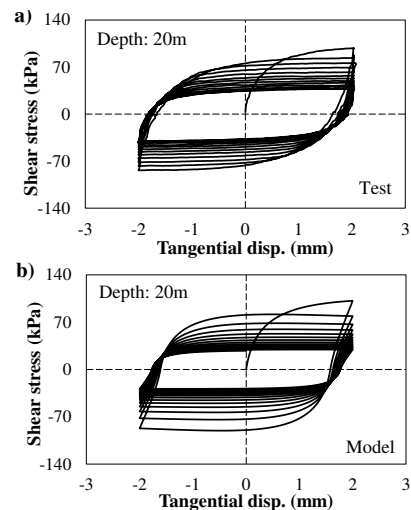 a)
140
Depth: 20m
70
0
-70
-140
Shear stress (kPa)
Test
-3 -2 -1 0 1 2 3
Tangential disp. (mm)
b)
140
Depth: 20m
70
0
-70
-140
Shear stress (kPa)
Model
-3 -2 -1 0 1 2 3
Tangential disp. (mm)